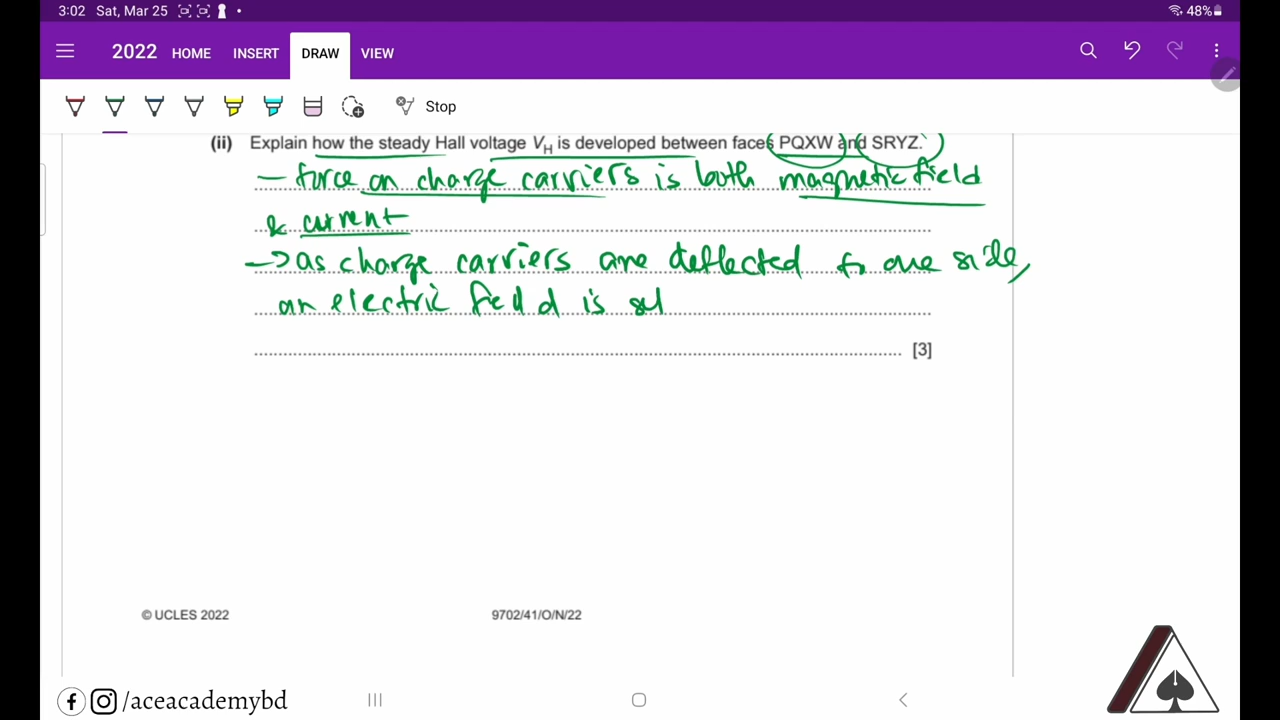 3:02 Sat, Mar 25
48%
2022 HOME INSERT DRAW VIEW
Stop
(ii) Explain how the steady Hall voltage VH is developed between faces PQXW and SRYZ.
– force on charge carriers is both magnetic field
& current
→ as charge carriers are deflected to one side,
an electric field is
[3]
© UCLES 2022
9702/41/O/N/22
/aceacademybd